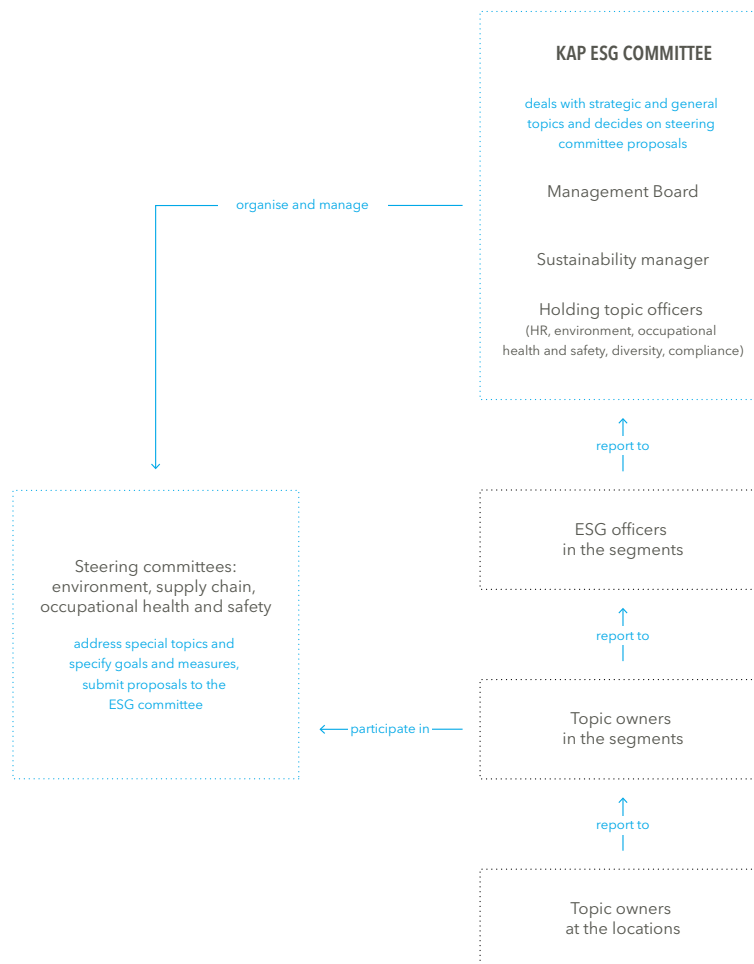 KAP ESG COMMITTEE
deals with strategic and general
topics and decides on steering
committee proposals
Management Board
organise and manage
Sustainability manager
Holding topic officers
(HR, environment, occupational
health and safety, diversity, compliance)
report to
ESG officers
in the segments
Steering committees:
environment, supply chain,
occupational health and safety
address special topics and
specify goals and measures,
submit proposals to the
ESG committee
report to
Topic owners
in the segments
participate in
report to
Topic owners
at the locations